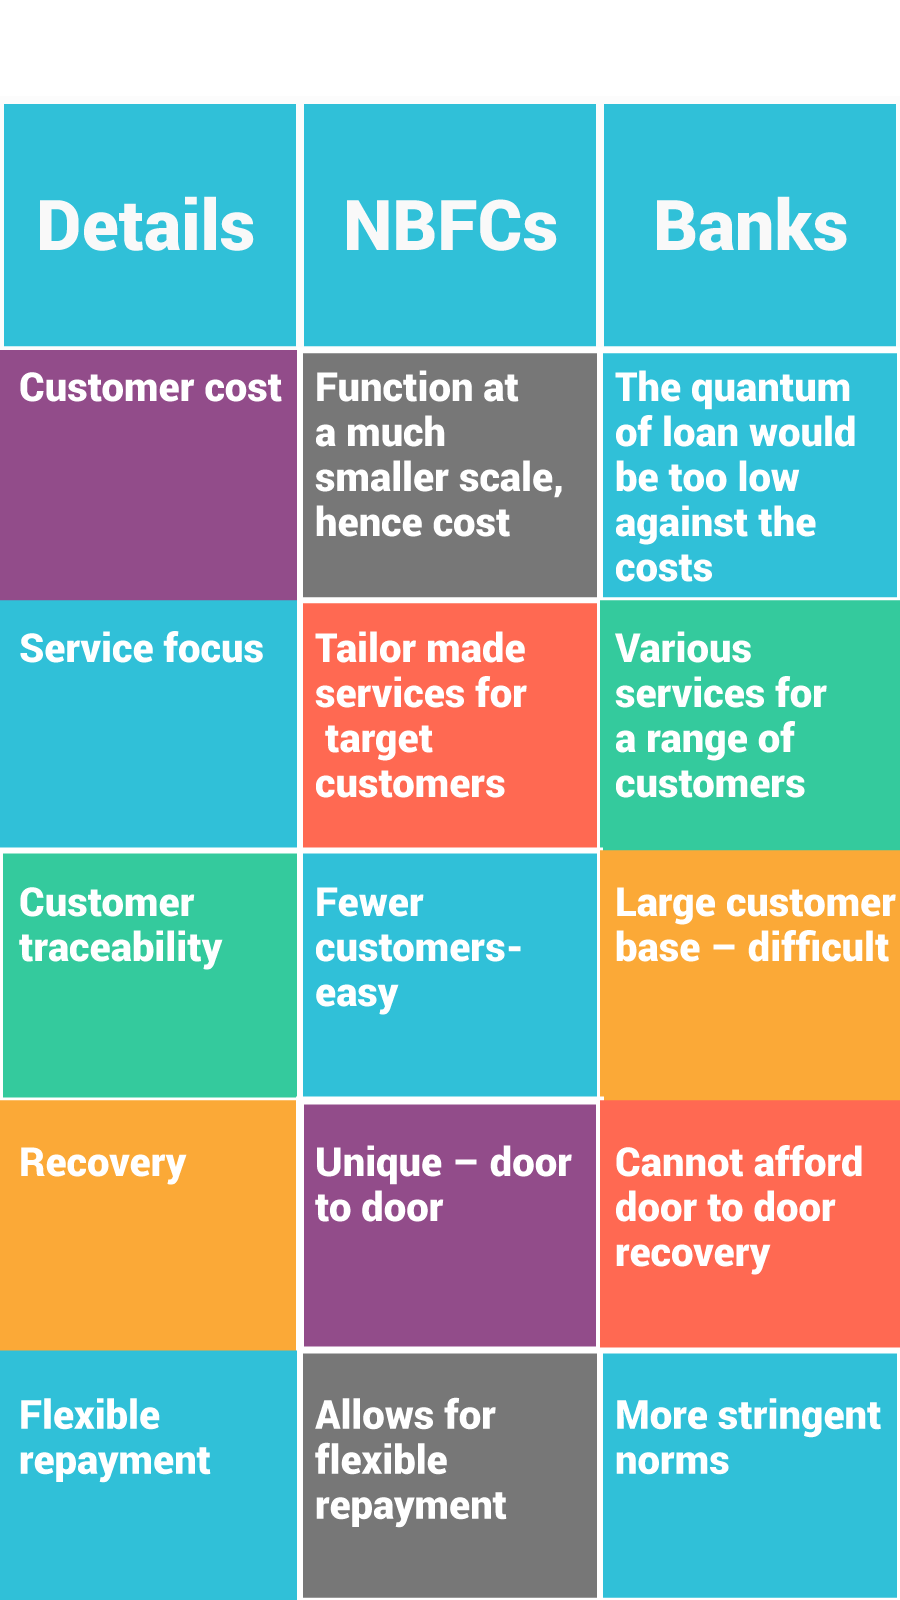 Details
NBFCs
Banks
Customer cost
Function at
a much
smaller scale,
hence cost
The quantum
of loan would
be too low
against the
costs
Service focus
Tailor made
services for
target
customers
Various
services for
a range of
customers
Customer
traceability
Fewer
customers-
easy
Large customer
base – difficult
Recovery
Unique – door
to door
Cannot afford
door to door
recovery
Flexible
repayment
Allows for
flexible
repayment
More stringent
norms